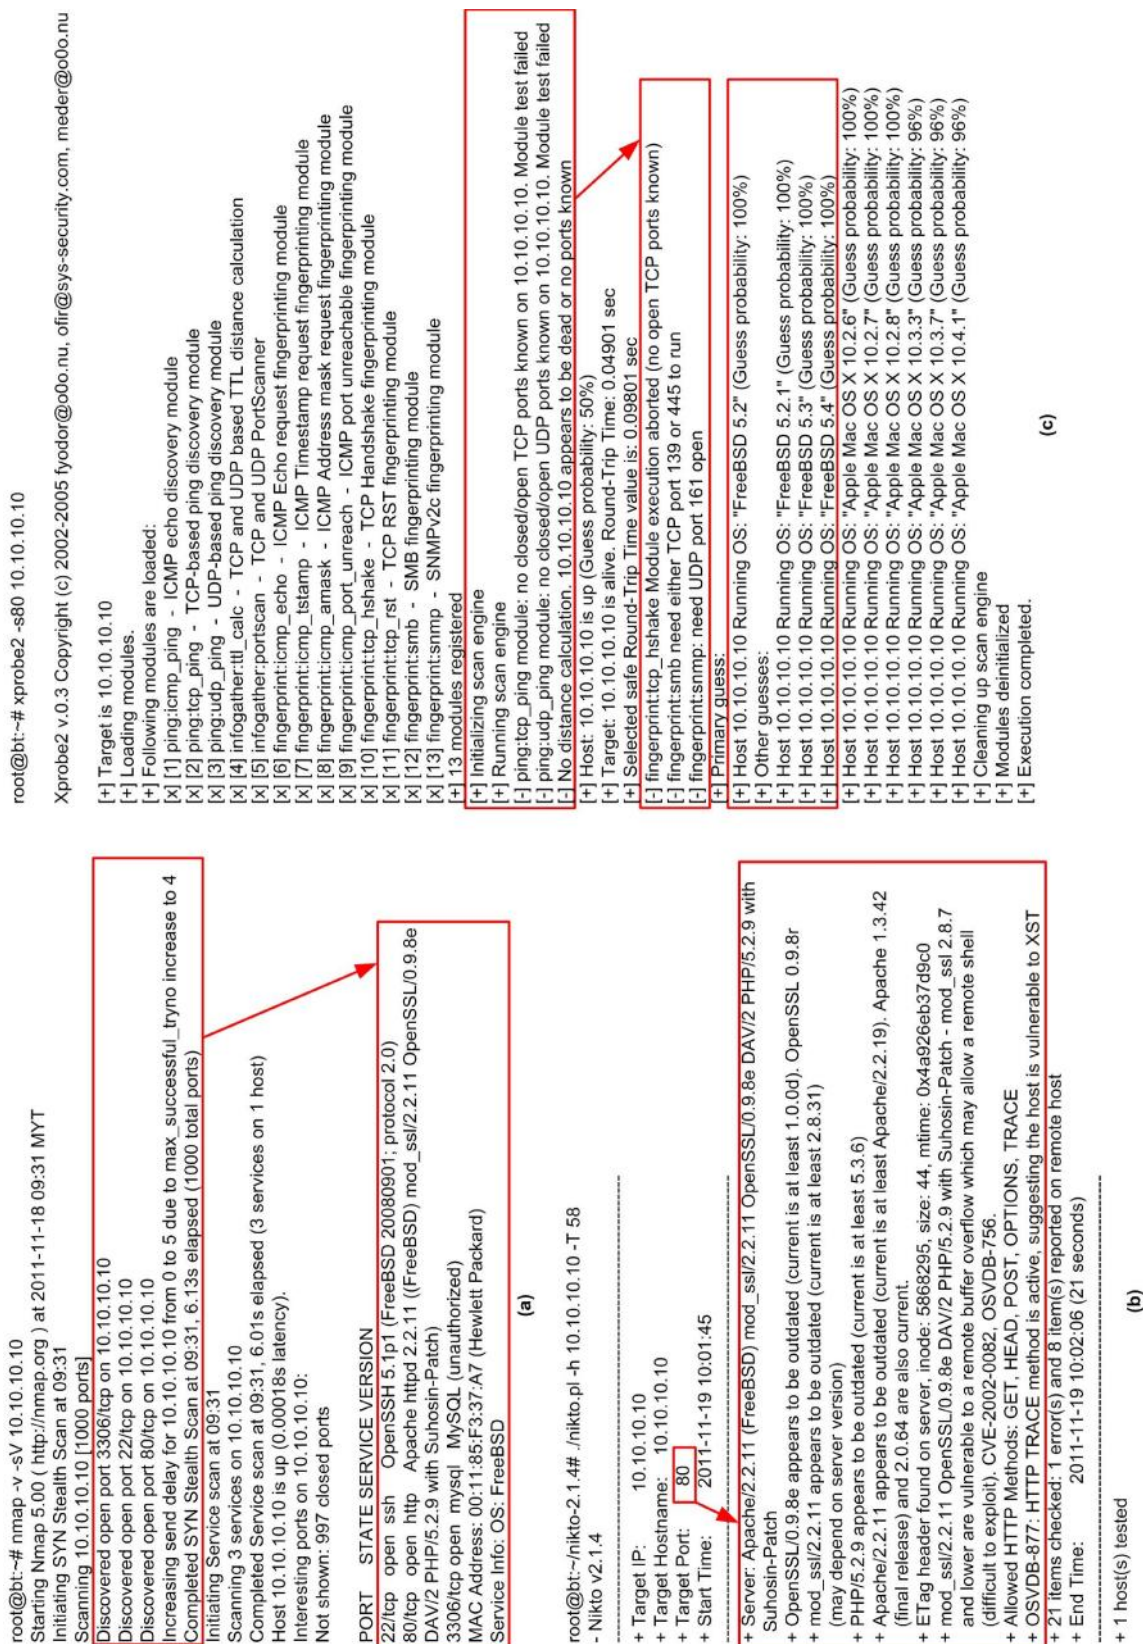 root@bt:~# nmap -v -sV 10.10.10.10
Starting Nmap 5.00 ( http://nmap.org ) at 2011-11-18 09:31 MYT
Initiating SYN Stealth Scan at 09:31
Scanning 10.10.10.10 [1000 ports]
Discovered open port 3306/tcp on 10.10.10.10
Discovered open port 22/tcp on 10.10.10.10
Discovered open port 80/tcp on 10.10.10.10
Increasing send delay for 10.10.10.10 from 0 to 5 due to max_successful_tryno increase to 4
Completed SYN Stealth Scan at 09:31, 6.13s elapsed (1000 total ports)
Initiating Service scan at 09:31
Scanning 3 services on 10.10.10.10
Completed Service scan at 09:31, 6.01s elapsed (3 services on 1 host)
Host 10.10.10.10 is up (0.00018s latency).
Interesting ports on 10.10.10.10:
Not shown: 997 closed ports
PORT STATE SERVICE VERSION
22/tcp open ssh OpenSSH 5.1p1 (FreeBSD 20080901; protocol 2.0)
80/tcp open http Apache httpd 2.2.11 ((FreeBSD) mod_ssl/2.2.11 OpenSSL/0.9.8e
DAV/2 PHP/5.2.9 with Suhosin-Patch)
3306/tcp open mysql MySQL (unauthorized)
MAC Address: 00:11:85:F3:37:A7 (Hewlett Packard)
Service Info: OS: FreeBSD
(a)
root@bt:~/nikto-2.1.4# ./nikto.pl -h 10.10.10.10 -T 58
- Nikto v2.1.4
+ Target IP: 10.10.10.10
+ Target Hostname: 10.10.10.10
+ Target Port: 80
+ Start Time: 2011-11-19 10:01:45
+ Server: Apache/2.2.11 (FreeBSD) mod_ssl/2.2.11 OpenSSL/0.9.8e DAV/2 PHP/5.2.9 with
Suhosin-Patch
+ OpenSSL/0.9.8e appears to be outdated (current is at least 1.0.0d). OpenSSL 0.9.8r
+ mod_ssl/2.2.11 appears to be outdated (current is at least 2.8.31)
+ (may depend on server version)
+ PHP/5.2.9 appears to be outdated (current is at least 5.3.6)
+ Apache/2.2.11 appears to be outdated (current is at least Apache/2.2.19). Apache 1.3.42
(final release) and 2.0.64 are also current.
+ ETag header found on server, inode: 5868295, size: 44, mtime: 0x4a926eb37d9c0
+ mod_ssl/2.2.11 OpenSSL/0.9.8e DAV/2 PHP/5.2.9 with Suhosin-Patch - mod_ssl 2.8.7
and lower are vulnerable to a remote buffer overflow which may allow a remote shell
(difficult to exploit). CVE-2002-0082, OSVDB-756.
+ Allowed HTTP Methods: GET, HEAD, POST, OPTIONS, TRACE
+ OSVDB-877: HTTP TRACE method is active, suggesting the host is vulnerable to XST
+ 21 items checked: 1 error(s) and 8 item(s) reported on remote host
+ End Time: 2011-11-19 10:02:06 (21 seconds)
+ 1 host(s) tested
(b)
root@bt:~# xprobe2 -s80 10.10.10.10
Xprobe2 v.0.3 Copyright (c) 2002-2005 fyodor@o0o.nu, ofir@sys-security.com, meder@o0o.nu
[+] Target is 10.10.10.10
[+] Loading modules.
[+] Following modules are loaded:
[x] [1] ping:icmp_ping - ICMP echo discovery module
[x] [2] ping:tcp_ping - TCP-based ping discovery module
[x] [3] ping:udp_ping - UDP-based ping discovery module
[x] [4] infogather:ttl_calc - TCP and UDP based TTL distance calculation
[x] [5] infogather:portscan - TCP and UDP PortScanner
[x] [6] fingerprint:icmp_echo - ICMP Echo request fingerprinting module
[x] [7] fingerprint:icmp_tstamp - ICMP Timestamp request fingerprinting module
[x] [8] fingerprint:icmp_amask - ICMP Address mask request fingerprinting module
[x] [9] fingerprint:icmp_port_unreach - ICMP port unreachable fingerprinting module
[x] [10] fingerprint:tcp_hshake - TCP Handshake fingerprinting module
[x] [11] fingerprint:tcp_rst - TCP RST fingerprinting module
[x] [12] fingerprint:smb - SMB fingerprinting module
[x] [13] fingerprint:snmp - SNMPv2c fingerprinting module
[+] 13 modules registered
[+] Initializing scan engine
[+] Running scan engine
[-] ping:tcp_ping module: no closed/open TCP ports known on 10.10.10.10. Module test failed
[-] ping:udp_ping module: no closed/open UDP ports known on 10.10.10.10. Module test failed
[-] No distance calculation. 10.10.10.10 appears to be dead or no ports known
[+] Host: 10.10.10.10 is up (Guess probability: 50%)
[+] Target: 10.10.10.10 is alive. Round-Trip Time: 0.04901 sec
[+] Selected safe Round-Trip Time value is: 0.09801 sec
[-] fingerprint:tcp_hshake Module execution aborted (no open TCP ports known)
[-] fingerprint:smb need either TCP port 139 or 445 to run
[-] fingerprint:snmp: need UDP port 161 open
[+] Primary guess:
[+] Host 10.10.10.10 Running OS: "FreeBSD 5.2" (Guess probability: 100%)
[+] Other guesses:
[+] Host 10.10.10.10 Running OS: "FreeBSD 5.2.1" (Guess probability: 100%)
[+] Host 10.10.10.10 Running OS: "FreeBSD 5.3" (Guess probability: 100%)
[+] Host 10.10.10.10 Running OS: "FreeBSD 5.4" (Guess probability: 100%)
[+] Host 10.10.10.10 Running OS: "Apple Mac OS X 10.2.6" (Guess probability: 100%)
[+] Host 10.10.10.10 Running OS: "Apple Mac OS X 10.2.7" (Guess probability: 100%)
[+] Host 10.10.10.10 Running OS: "Apple Mac OS X 10.2.8" (Guess probability: 100%)
[+] Host 10.10.10.10 Running OS: "Apple Mac OS X 10.3.3" (Guess probability: 96%)
[+] Host 10.10.10.10 Running OS: "Apple Mac OS X 10.3.7" (Guess probability: 96%)
[+] Host 10.10.10.10 Running OS: "Apple Mac OS X 10.4.1" (Guess probability: 96%)
[+] Cleaning up scan engine
[+] Modules deinitialized
[+] Execution completed.
(c)